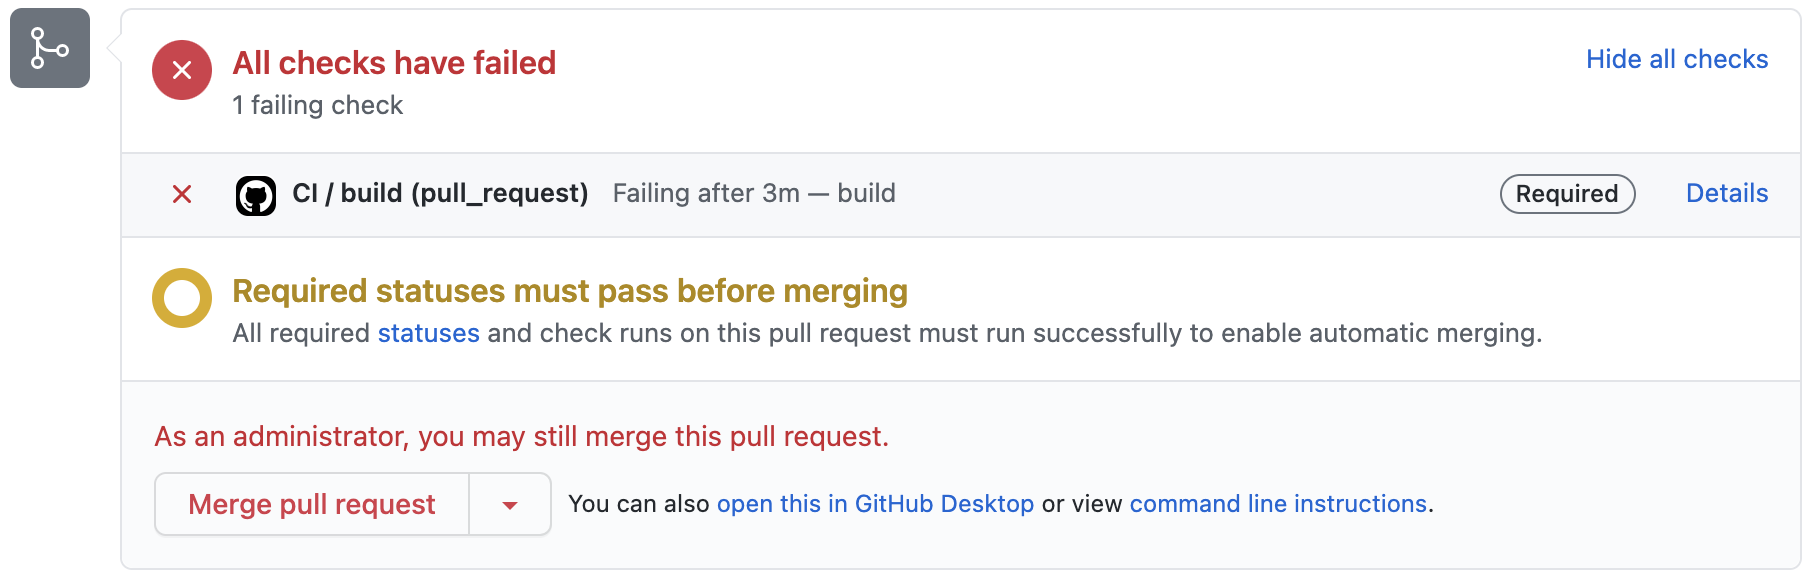 All checks have failed
Hide all checks
1 failing check
CI / build (pull_request) Failing after 3m — build Required Details
Required statuses must pass before merging
All required statuses and check runs on this pull request must run successfully to enable automatic merging.
As an administrator, you may still merge this pull request.
Merge pull request You can also open this in GitHub Desktop or view command line instructions.